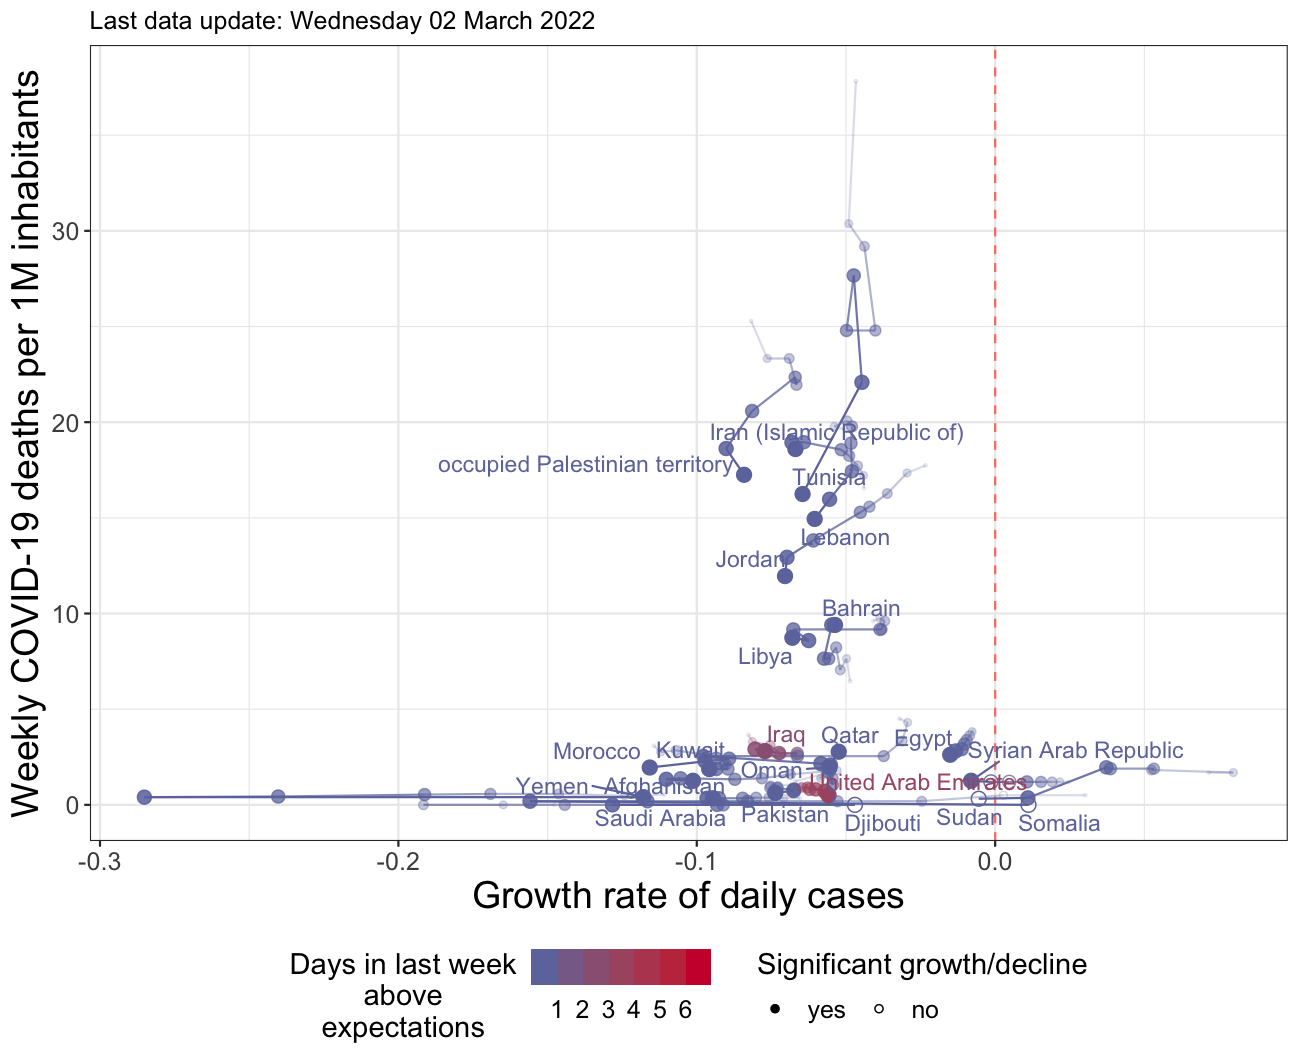 Last data update: Wednesday 02 March 2022
Weekly COVID-19 deaths per 1M inhabitants
30
20
10
0
Iran (Islamic Republic of)
occupied Palestinian territory
Tunisia
Lebanon
Jordan
Bahrain
Libya
Iraq
Qatar
Egypt
Morocco
Kuwait
Syrian Arab Republic
Oman
Yemen
Afghanistan
United Arab Emirates
Saudi Arabia
Pakistan
Djibouti
Sudan
Somalia
-0.3 -0.2 -0.1 0.0
Growth rate of daily cases
Days in last week
above
expectations
1 2 3 4 5 6
Significant growth/decline
yes no